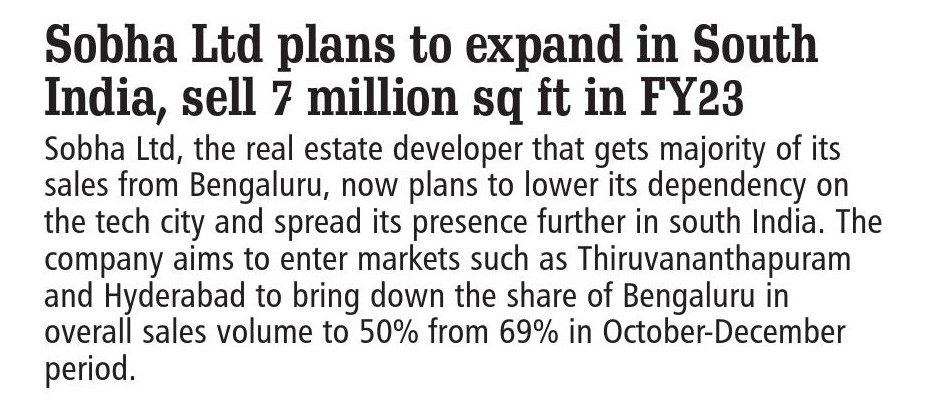 Sobha Ltd plans to expand in South
India, sell 7 million sq ft in FY23
Sobha Ltd, the real estate developer that gets majority of its
sales from Bengaluru, now plans to lower its dependency on
the tech city and spread its presence further in south India. The
company aims to enter markets such as Thiruvananthapuram
and Hyderabad to bring down the share of Bengaluru in
overall sales volume to 50% from 69% in October-December
period.